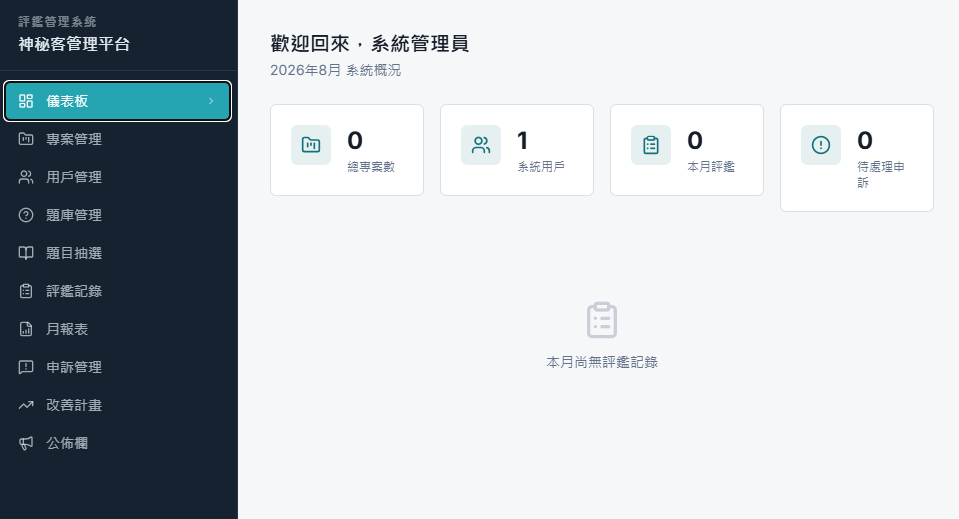 評鑑管理系統
神秘客管理平台
儀表板
專案管理
用戶管理
題庫管理
題目抽選
評鑑記錄
月報表
申訴管理
改善計畫
公佈欄
歡迎回來，系統管理員
2026年8月 系統概況
0
總專案數
1
系統用戶
0
本月評鑑
0
待處理申
訴
本月尚無評鑑記錄